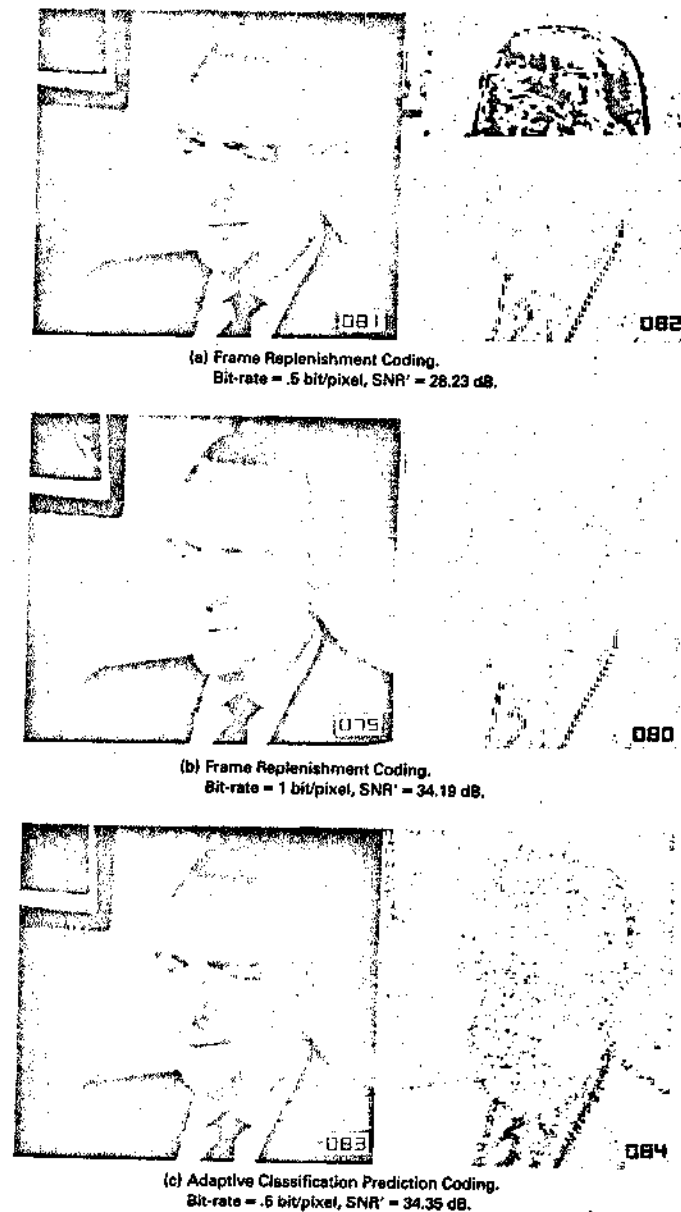 081
082
(a) Frame Replenishment Coding.
Bit-rate = .5 bit/pixel, SNR' = 28.23 dB.
075
080
(b) Frame Replenishment Coding.
Bit-rate = 1 bit/pixel, SNR' = 34.19 dB.
083
084
(c) Adaptive Classification Prediction Coding.
Bit-rate = .5 bit/pixel, SNR' = 34.35 dB.